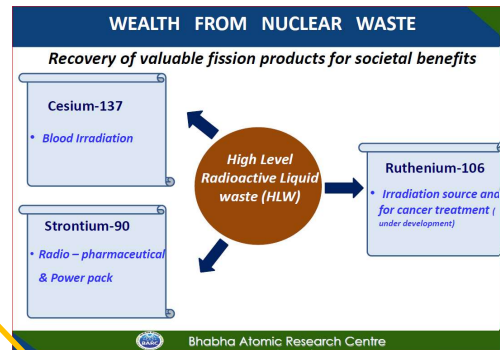 WEALTH FROM NUCLEAR WASTE
Recovery of valuable fission products for societal benefits
Cesium-137
• Blood Irradiation
High Level
Radioactive Liquid
waste (HLW)
Ruthenium-106
• Irradiation source and
for cancer treatment (
under development)
Strontium-90
• Radio – pharmaceutical
& Power pack
BARC
Bhabha Atomic Research Centre